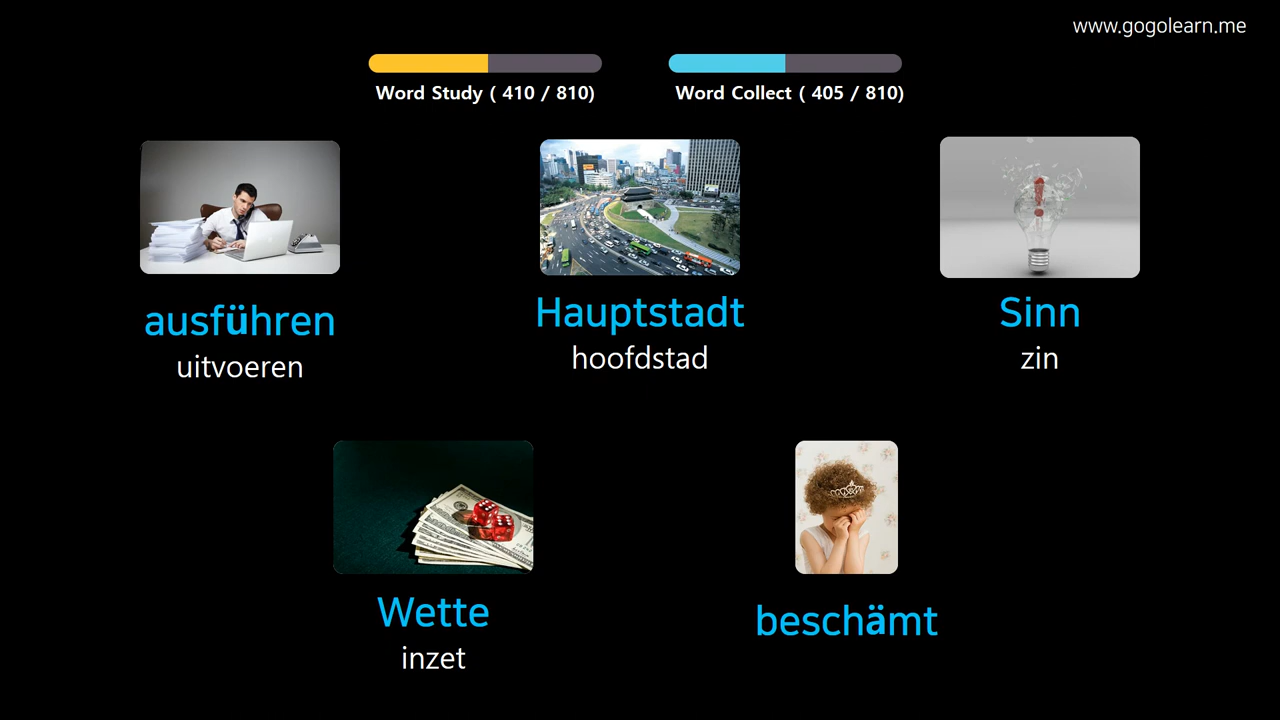 www.gogolearn.me
Word Study ( 410 / 810)
Word Collect ( 405 / 810)
ausführen
uitvoeren
Hauptstadt
hoofdstad
Sinn
zin
Wette
inzet
beschämt